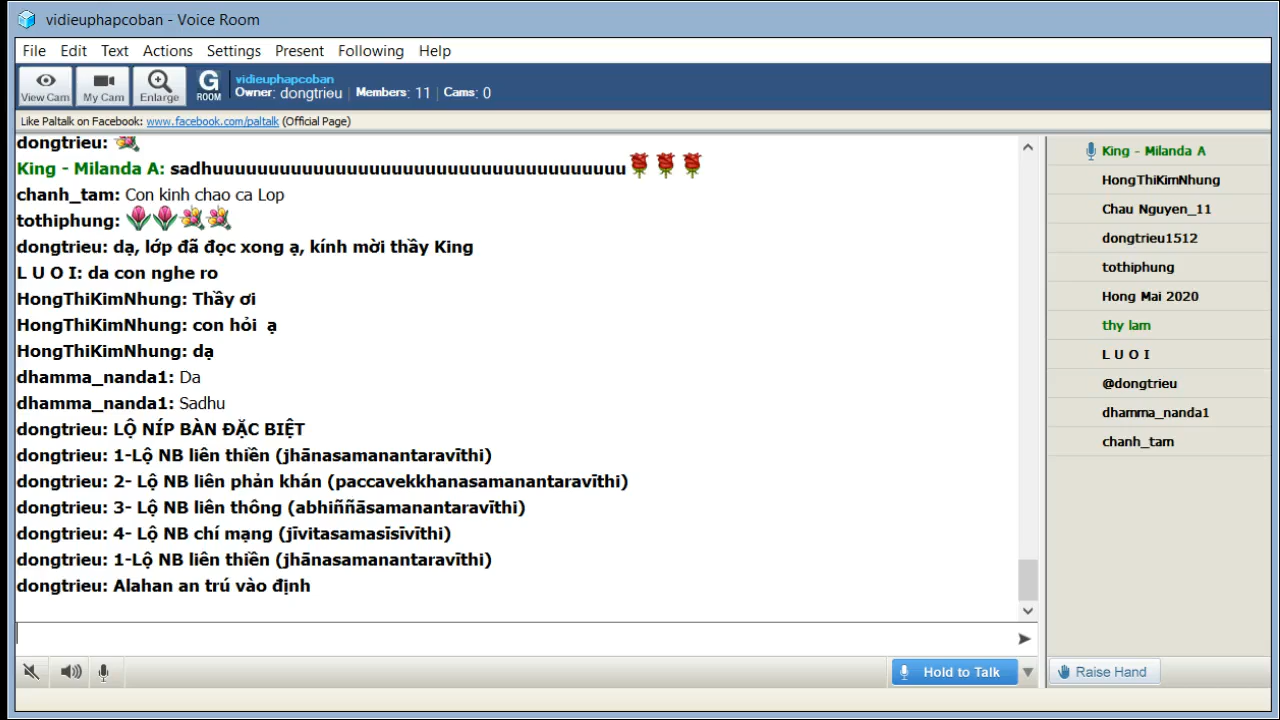 vidieuphapcoban - Voice Room
File Edit Text Actions Settings Present Following Help
View Cam My Cam Enlarge G ROOM vidieuphapcoban
Owner: dongtrieu | Members: 11 | Cams: 0
Like Paltalk on Facebook: www.facebook.com/paltalk (Official Page)
dongtrieu:
King - Milanda A: sadhuuuuuuuuuuuuuuuuuuuuuuuuuuuuuuuuuuuuu
chanh_tam: Con kinh chao ca Lop
tothiphung:
dongtrieu: dạ, lớp đã đọc xong ạ, kính mời thầy King
L U O I: da con nghe ro
HongThiKimNhung: Thầy ơi
HongThiKimNhung: con hỏi ạ
HongThiKimNhung: dạ
dhamma_nanda1: Da
dhamma_nanda1: Sadhu
dongtrieu: LỘ NÍP BÀN ĐẶC BIỆT
dongtrieu: 1-Lộ NB liên thiền (jhānasamanantaravīthi)
dongtrieu: 2- Lộ NB liên phản khán (paccavekkhanasamanantaravīthi)
dongtrieu: 3- Lộ NB liên thông (abhiññāsamanantaravīthi)
dongtrieu: 4- Lộ NB chí mạng (jīvitasamasīsīvīthi)
dongtrieu: 1-Lộ NB liên thiền (jhānasamanantaravīthi)
dongtrieu: Alahan an trú vào định
King - Milanda A
HongThiKimNhung
Chau Nguyen_11
dongtrieu1512
tothiphung
Hong Mai 2020
thy lam
L U O I
@dongtrieu
dhamma_nanda1
chanh_tam
Hold to Talk
Raise Hand